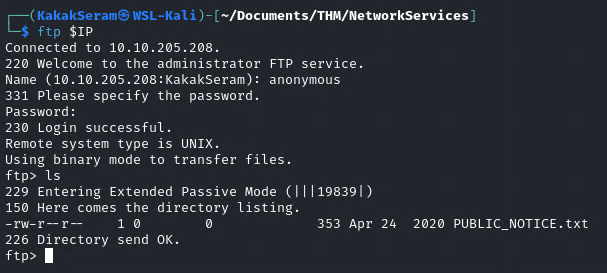 ┌──(KakakSeram㉿WSL-Kali)-[~/Documents/THM/NetworkServices]
└─$ ftp $IP
Connected to 10.10.205.208.
220 Welcome to the administrator FTP service.
Name (10.10.205.208:KakakSeram): anonymous
331 Please specify the password.
Password:
230 Login successful.
Remote system type is UNIX.
Using binary mode to transfer files.
ftp> ls
229 Entering Extended Passive Mode (|||19839|)
150 Here comes the directory listing.
-rw-r--r--    1 0        0             353 Apr 24  2020 PUBLIC_NOTICE.txt
226 Directory send OK.
ftp>